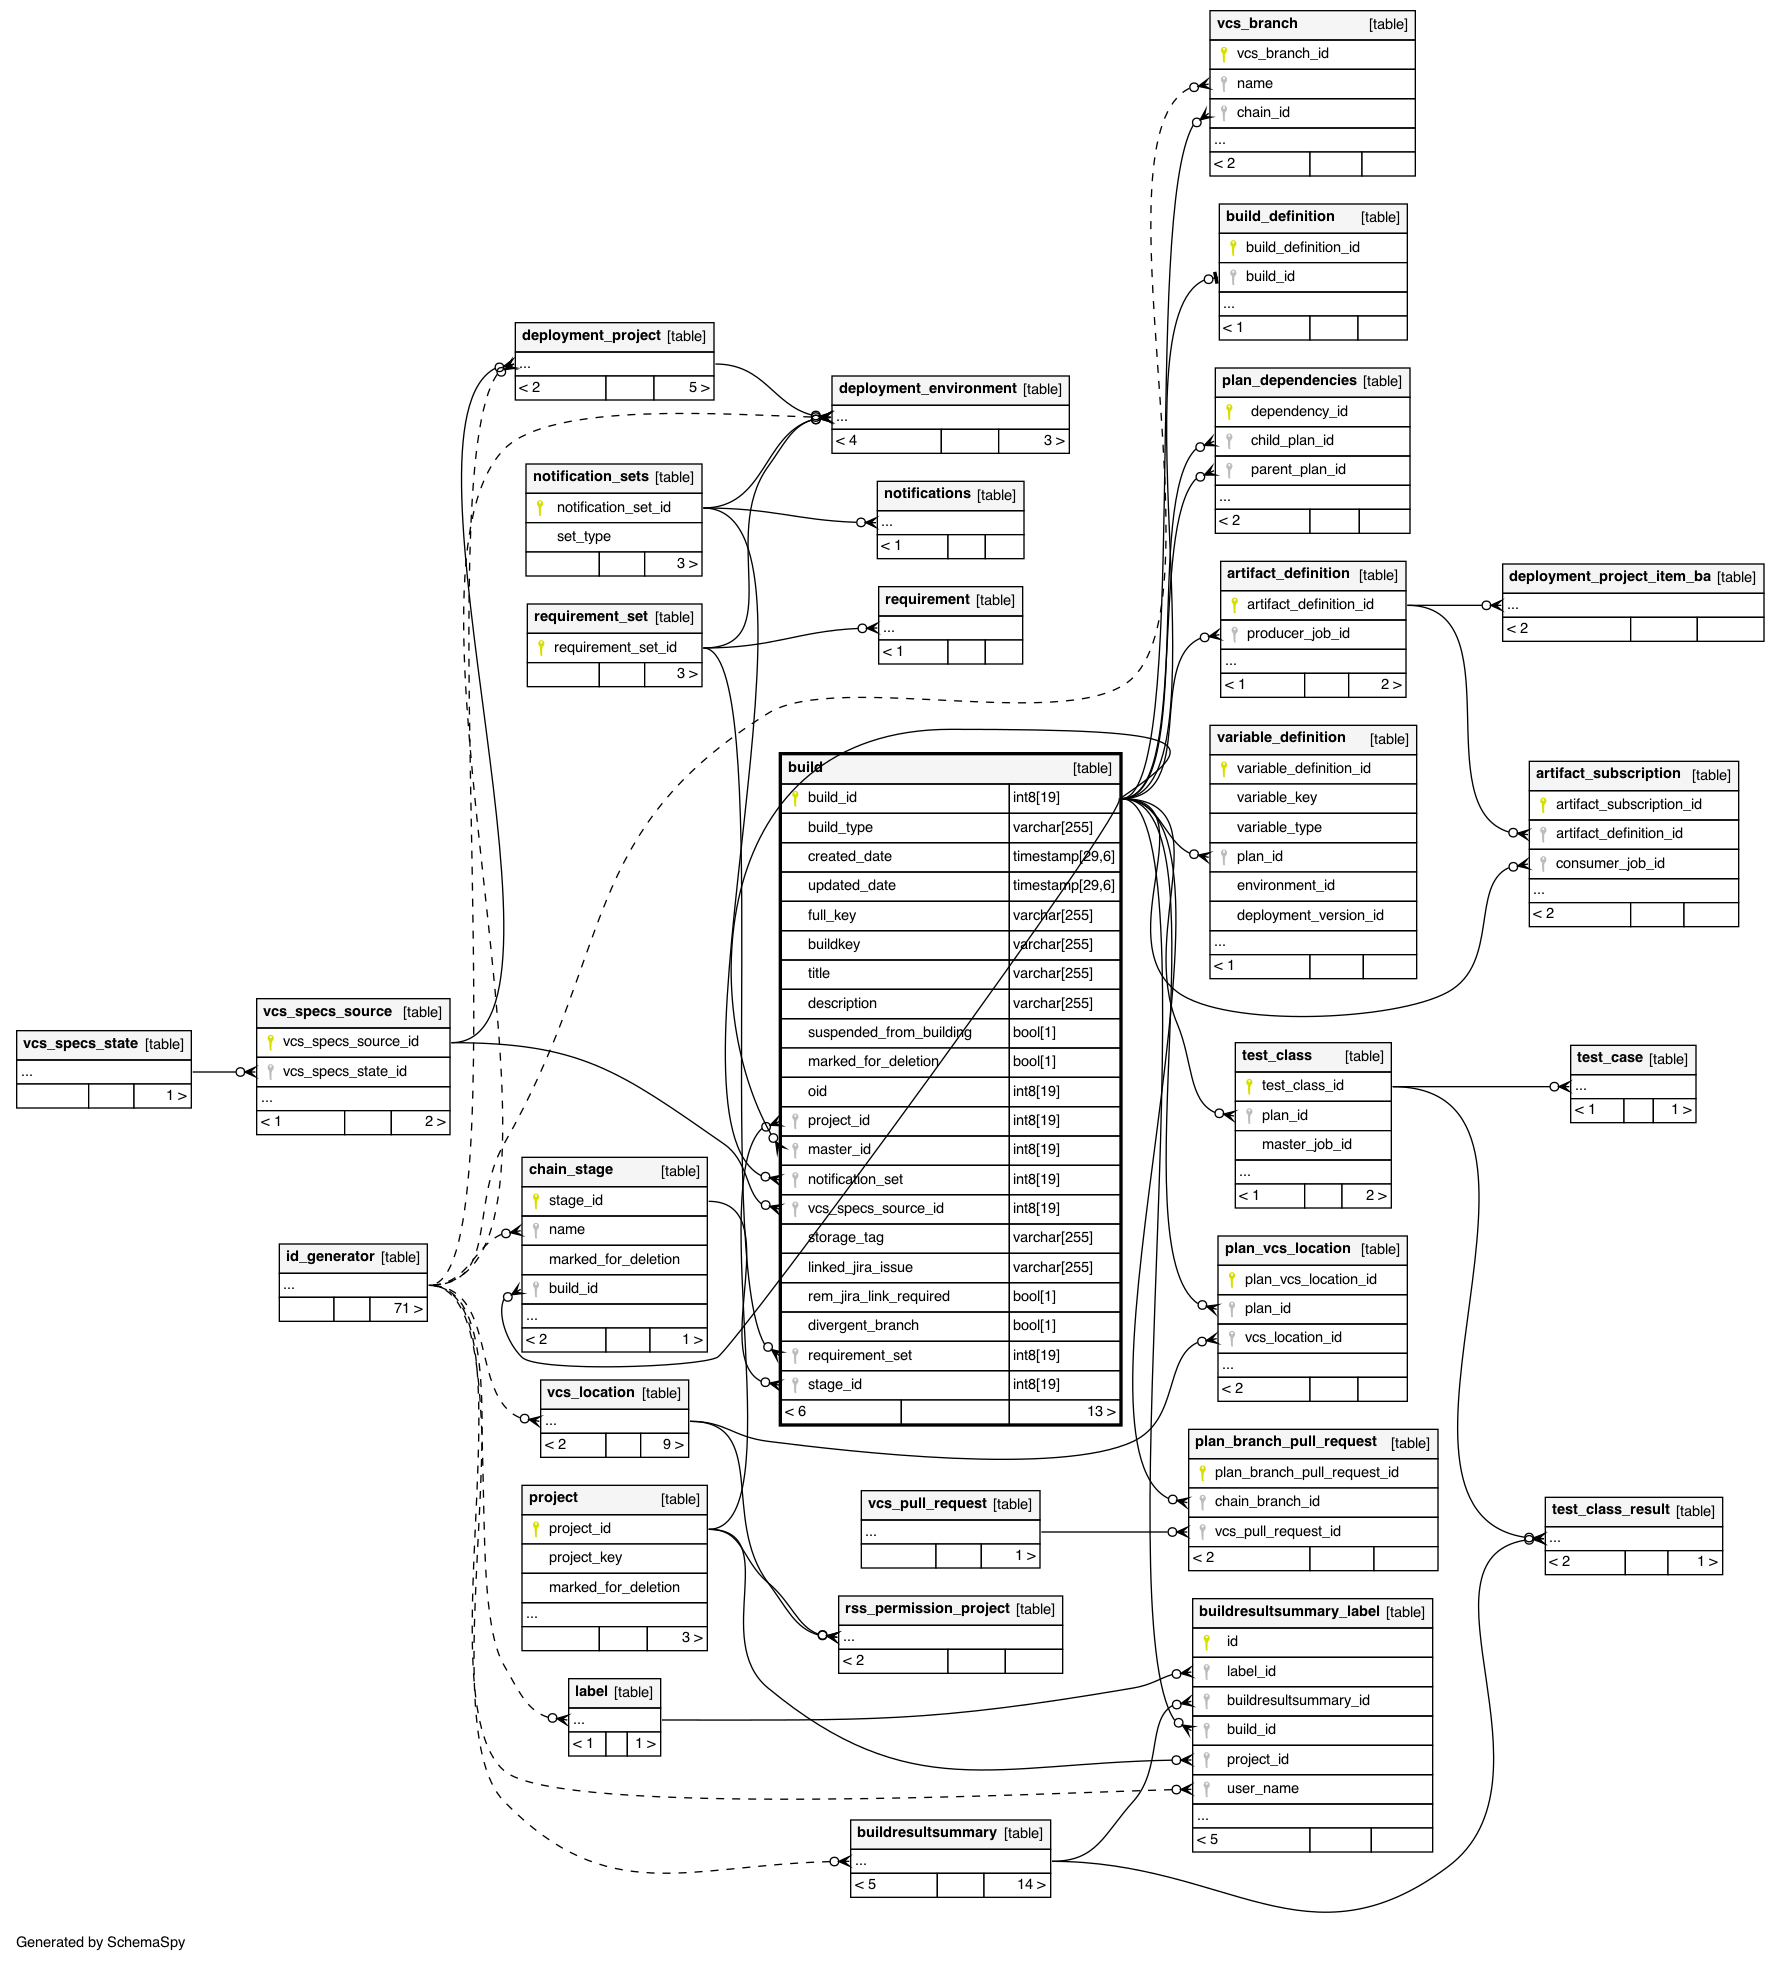 vcs_branch [table]
vcs_branch_id
name
chain_id
...
< 2
build_definition [table]
build_definition_id
build_id
...
< 1
deployment_project [table]
...
< 2 5 >
deployment_environment [table]
...
< 4 3 >
plan_dependencies [table]
dependency_id
child_plan_id
parent_plan_id
...
< 2
notification_sets [table]
notification_set_id
set_type
3 >
notifications [table]
...
< 1
requirement_set [table]
requirement_set_id
3 >
requirement [table]
...
< 1
artifact_definition [table]
artifact_definition_id
producer_job_id
...
< 1 2 >
deployment_project_item_ba [table]
...
< 2
variable_definition [table]
variable_definition_id
variable_key
variable_type
plan_id
environment_id
deployment_version_id
...
< 1
artifact_subscription [table]
artifact_subscription_id
artifact_definition_id
consumer_job_id
...
< 2
build [table]
build_id int8[19]
build_type varchar[255]
created_date timestamp[29,6]
updated_date timestamp[29,6]
full_key varchar[255]
buildkey varchar[255]
title varchar[255]
description varchar[255]
suspended_from_building bool[1]
marked_for_deletion bool[1]
oid int8[19]
project_id int8[19]
master_id int8[19]
notification_set int8[19]
vcs_specs_source_id int8[19]
storage_tag varchar[255]
linked_jira_issue varchar[255]
rem_jira_link_required bool[1]
divergent_branch bool[1]
requirement_set int8[19]
stage_id int8[19]
< 6 13 >
vcs_specs_state [table]
...
1 >
vcs_specs_source [table]
vcs_specs_source_id
vcs_specs_state_id
...
< 1 2 >
test_class [table]
test_class_id
plan_id
master_job_id
...
< 1 2 >
test_case [table]
...
< 1 1 >
chain_stage [table]
stage_id
name
marked_for_deletion
build_id
...
< 2 1 >
id_generator [table]
...
71 >
plan_vcs_location [table]
plan_vcs_location_id
plan_id
vcs_location_id
...
< 2
vcs_location [table]
...
< 2 9 >
plan_branch_pull_request [table]
plan_branch_pull_request_id
chain_branch_id
vcs_pull_request_id
< 2
project [table]
project_id
project_key
marked_for_deletion
...
3 >
vcs_pull_request [table]
...
1 >
test_class_result [table]
...
< 2 1 >
rss_permission_project [table]
...
< 2
buildresultsummary_label [table]
id
label_id
buildresultsummary_id
build_id
project_id
user_name
...
< 5
label [table]
...
< 1 1 >
buildresultsummary [table]
...
< 5 14 >
Generated by SchemaSpy